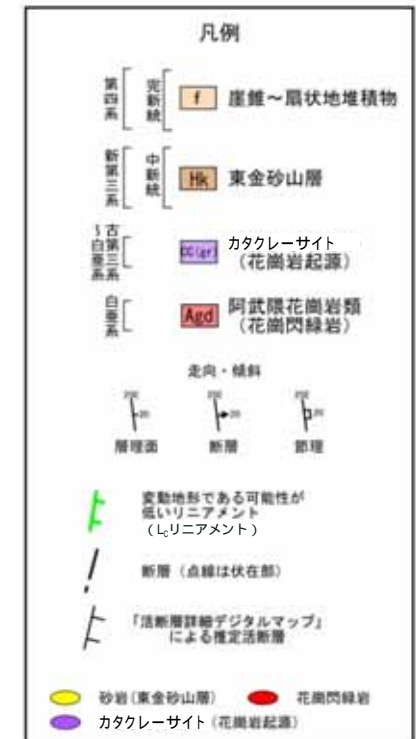 凡例
第四系 完新統 f 崖錐～扇状地堆積物
新第三系 中新統 Hk 東金砂山層
古第三系～白亜系 CC(gr) カタクレーサイト
(花崗岩起源)
白亜系 Agd 阿武隈花崗岩類
(花崗閃緑岩)
走向・傾斜
20 20 20
層理面 断層 節理
変動地形である可能性が
低いリニアメント
(LCリニアメント)
断層 (点線は伏在部)
「活断層詳細デジタルマップ」
による推定活断層
砂岩(東金砂山層) 花崗閃緑岩
カタクレーサイト(花崗岩起源)